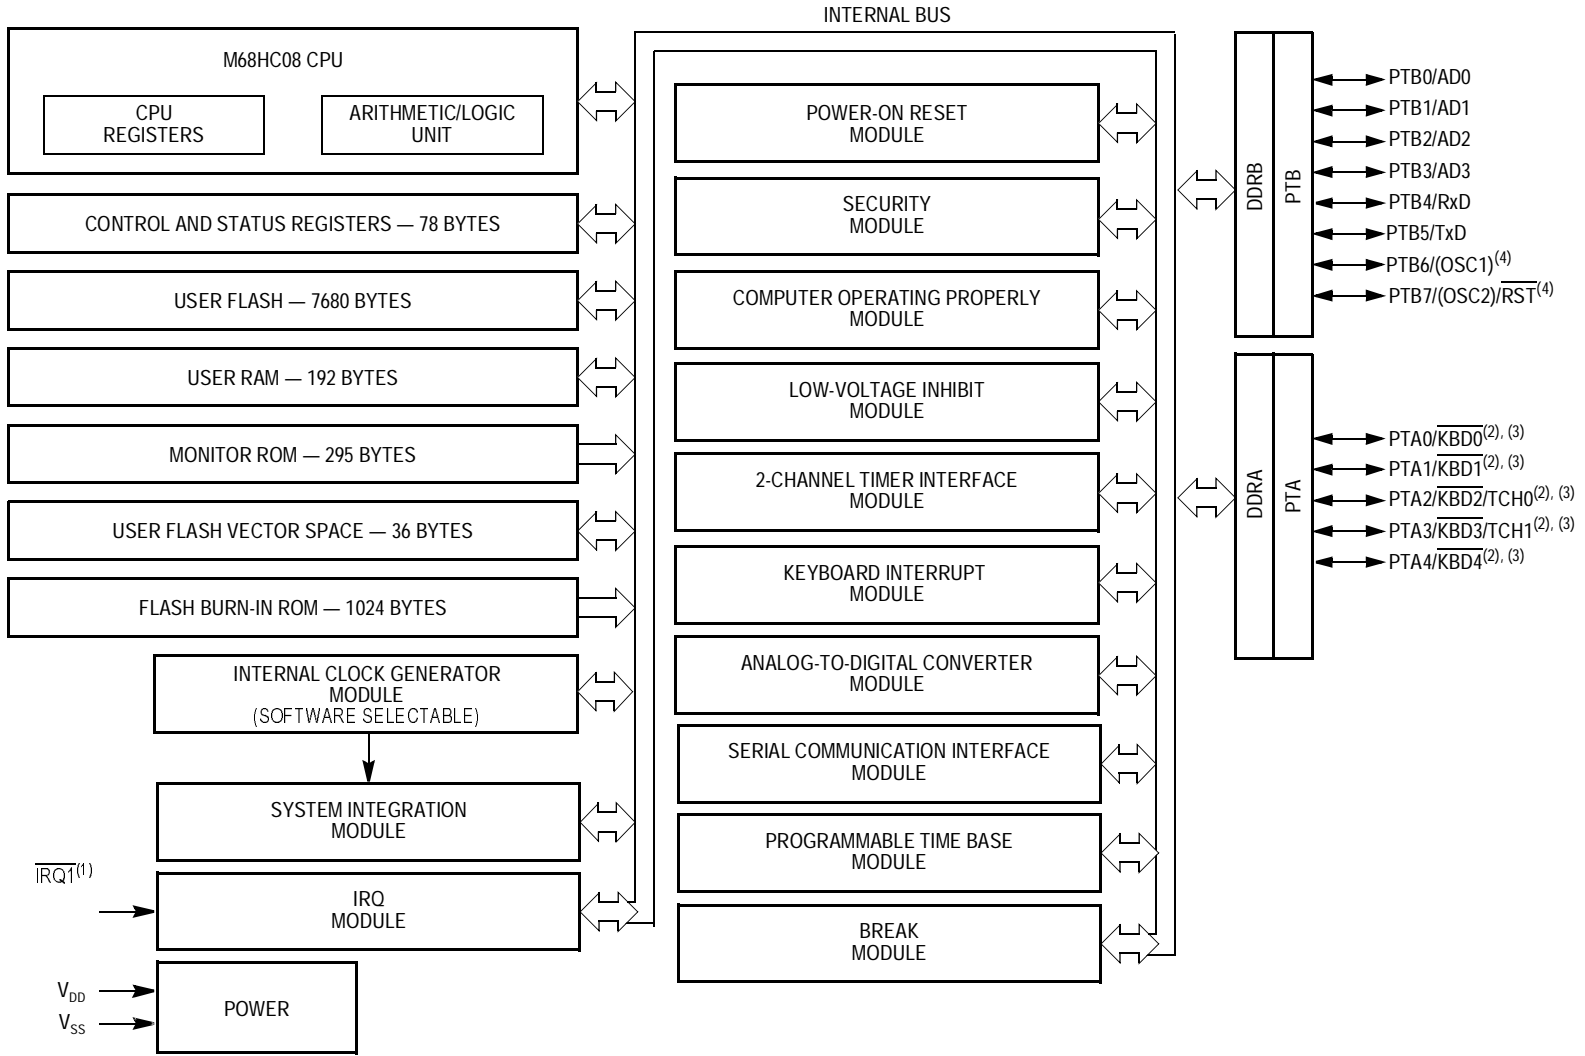 INTERNAL BUS
M68HC08 CPU
CPU
REGISTERS
ARITHMETIC/LOGIC
UNIT
CONTROL AND STATUS REGISTERS — 78 BYTES
USER FLASH — 7680 BYTES
USER RAM — 192 BYTES
MONITOR ROM — 295 BYTES
USER FLASH VECTOR SPACE — 36 BYTES
FLASH BURN-IN ROM — 1024 BYTES
INTERNAL CLOCK GENERATOR
MODULE
(SOFTWARE SELECTABLE)
SYSTEM INTEGRATION
MODULE
IRQ1(1)
IRQ
MODULE
VDD
VSS
POWER
POWER-ON RESET
MODULE
SECURITY
MODULE
COMPUTER OPERATING PROPERLY
MODULE
LOW-VOLTAGE INHIBIT
MODULE
2-CHANNEL TIMER INTERFACE
MODULE
KEYBOARD INTERRUPT
MODULE
ANALOG-TO-DIGITAL CONVERTER
MODULE
SERIAL COMMUNICATION INTERFACE
MODULE
PROGRAMMABLE TIME BASE
MODULE
BREAK
MODULE
DDRB
PTB
PTB0/AD0
PTB1/AD1
PTB2/AD2
PTB3/AD3
PTB4/RxD
PTB5/TxD
PTB6/(OSC1)(4)
PTB7/(OSC2)/RST(4)
DDRA
PTA
PTA0/KBD0(2), (3)
PTA1/KBD1(2), (3)
PTA2/KBD2/TCH0(2), (3)
PTA3/KBD3/TCH1(2), (3)
PTA4/KBD4(2), (3)